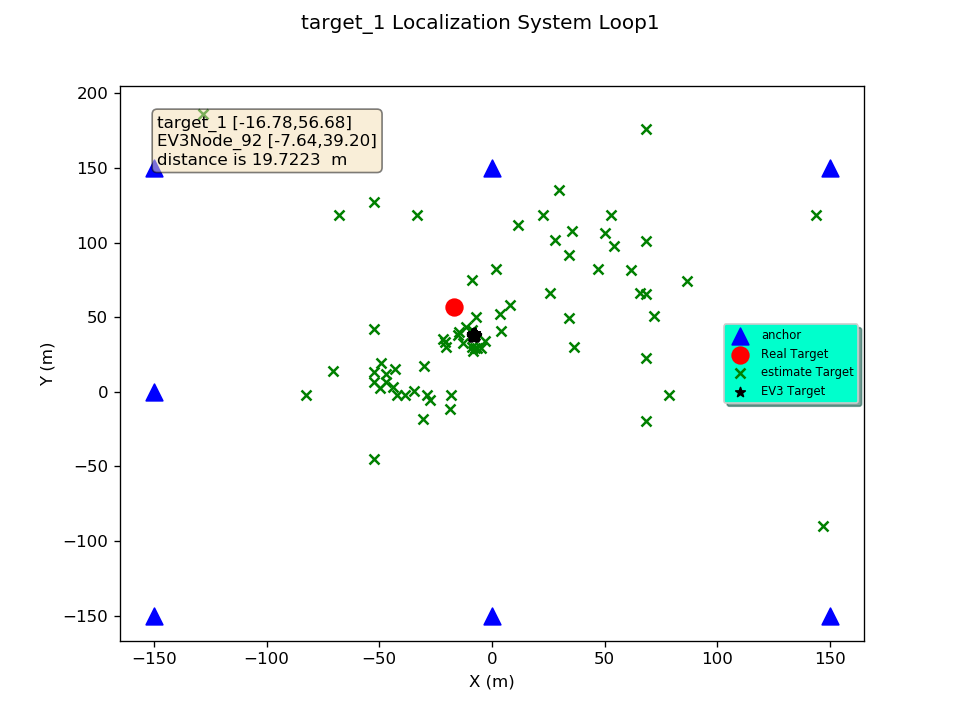 target_1 Localization System Loop1
target_1 [-16.78,56.68]
EV3Node_92 [-7.64,39.20]
distance is 19.7223  m
200
150
100
50
0
−50
−100
−150
Y (m)
anchor
Real Target
estimate Target
EV3 Target
−150
−100
−50
0
50
100
150
X (m)